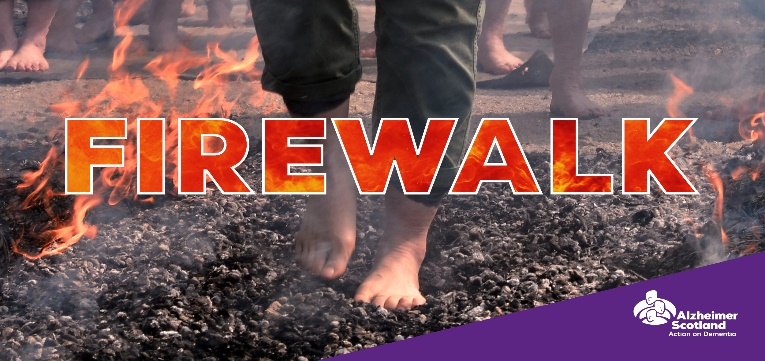 FIREWALK
Alzheimer
Scotland
Action on Dementia